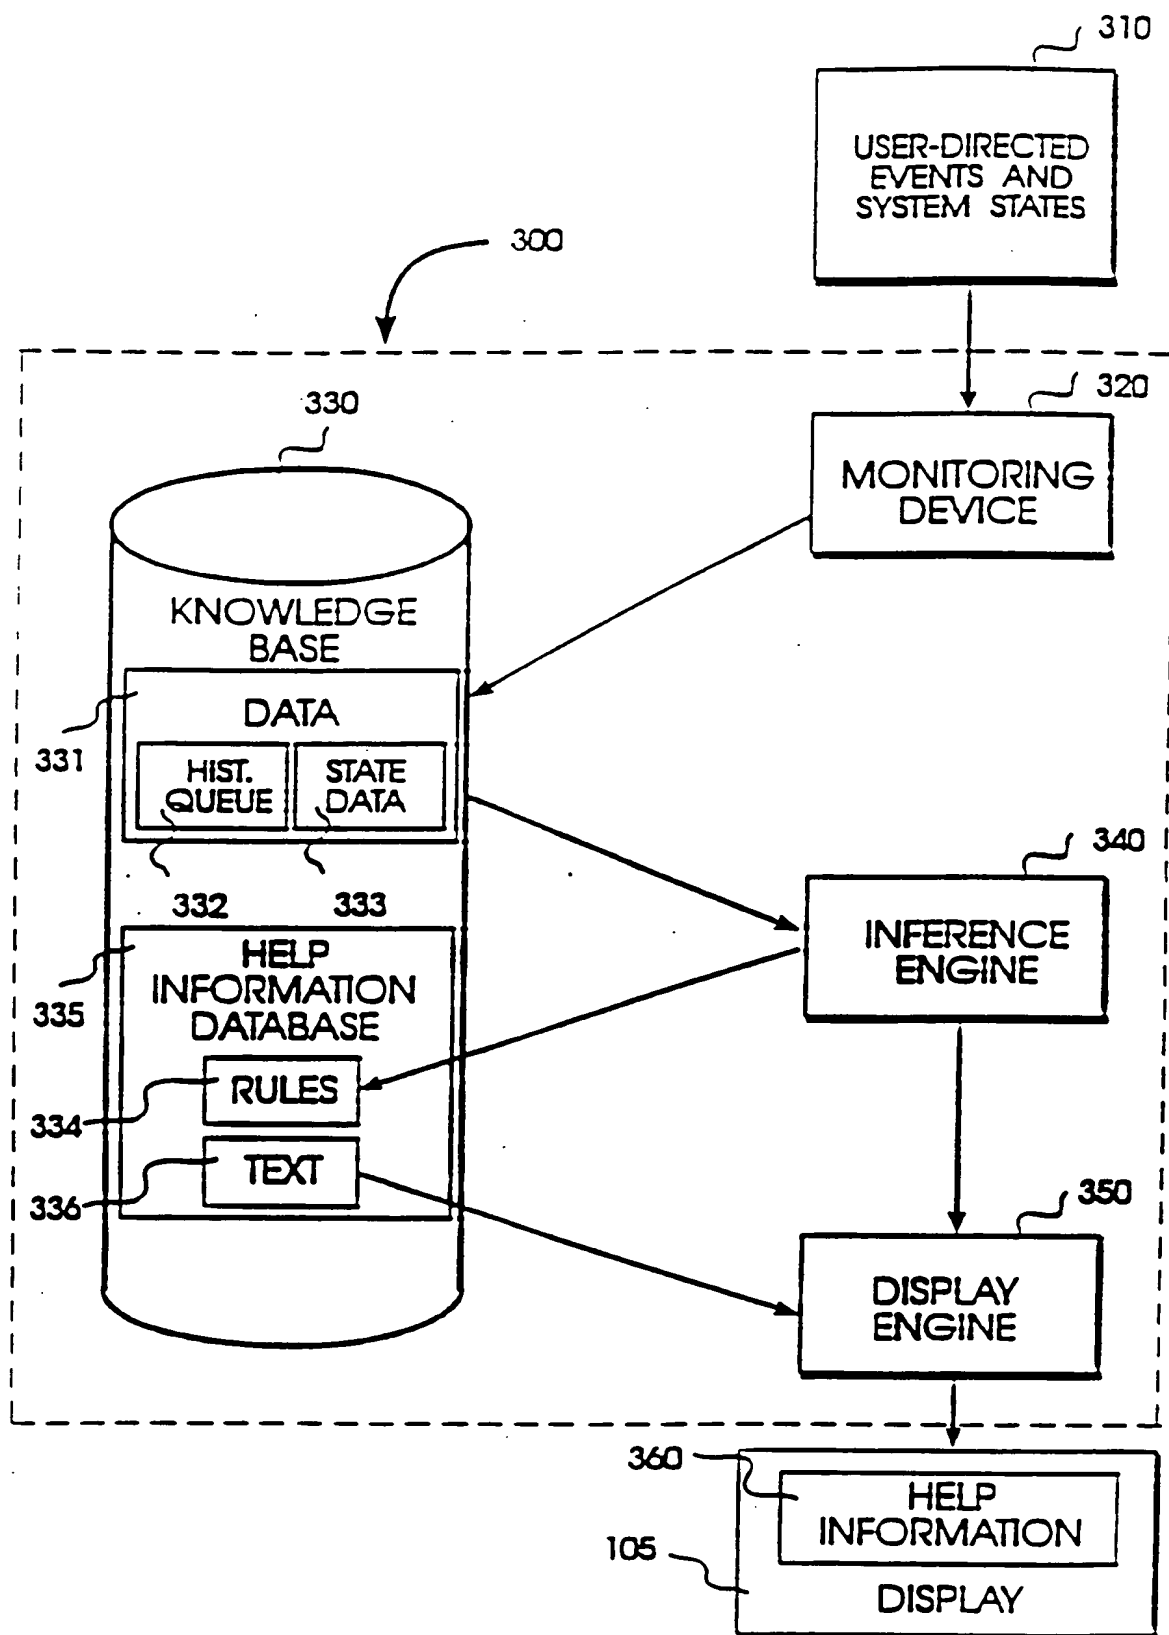 310
USER-DIRECTED
EVENTS AND
SYSTEM STATES
300
320
MONITORING
DEVICE
330
KNOWLEDGE
BASE
DATA
331
HIST.
QUEUE
STATE
DATA
332
333
340
INFERENCE
ENGINE
HELP
INFORMATION
DATABASE
335
RULES
334
TEXT
336
350
DISPLAY
ENGINE
360
HELP
INFORMATION
105
DISPLAY